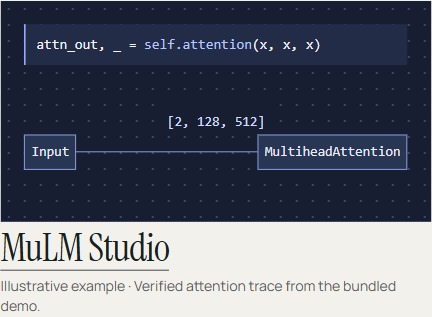 attn_out, _ = self.attention(x, x, x)
[2, 128, 512]
Input
MultiheadAttention
MuLM Studio
Illustrative example · Verified attention trace from the bundled
demo.